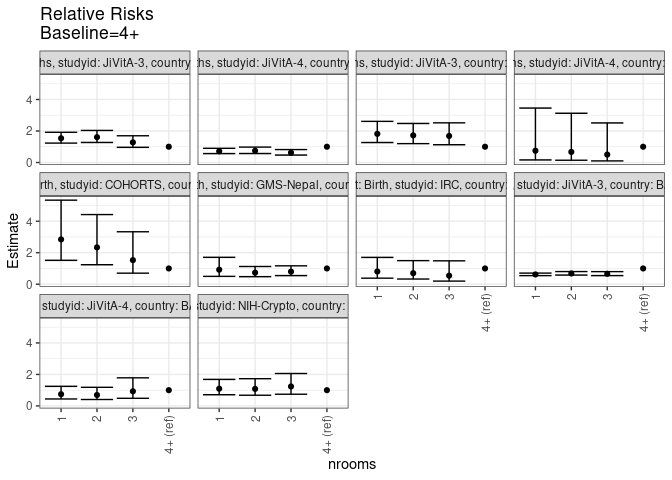 Relative Risks
Baseline=4+
hs, studyid: JiVitA-3, country:
ths, studyid: JiVitA-4, country
hs, studyid: JiVitA-3, country:
s, studyid: JiVitA-4, country:
rth, studyid: COHORTS, coun
h, studyid: GMS-Nepal, coun
t: Birth, studyid: IRC, country:
studyid: JiVitA-3, country: B
studyid: JiVitA-4, country: BA
studyid: NIH-Crypto, country:
Estimate
4
2
0
4
2
0
4
2
0
1
2
3
4+ (ref)
1
2
3
4+ (ref)
1
2
3
4+ (ref)
1
2
3
4+ (ref)
nrooms